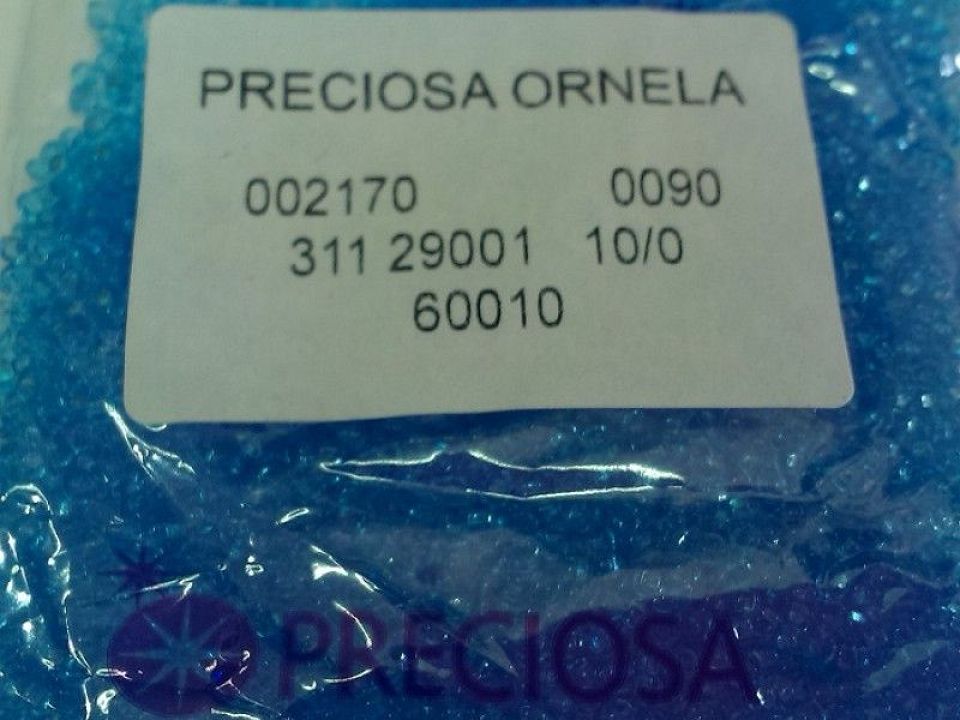 PRECIOSA ORNELA
002170 0090
311 29001 10/0
60010
PRECIOSA